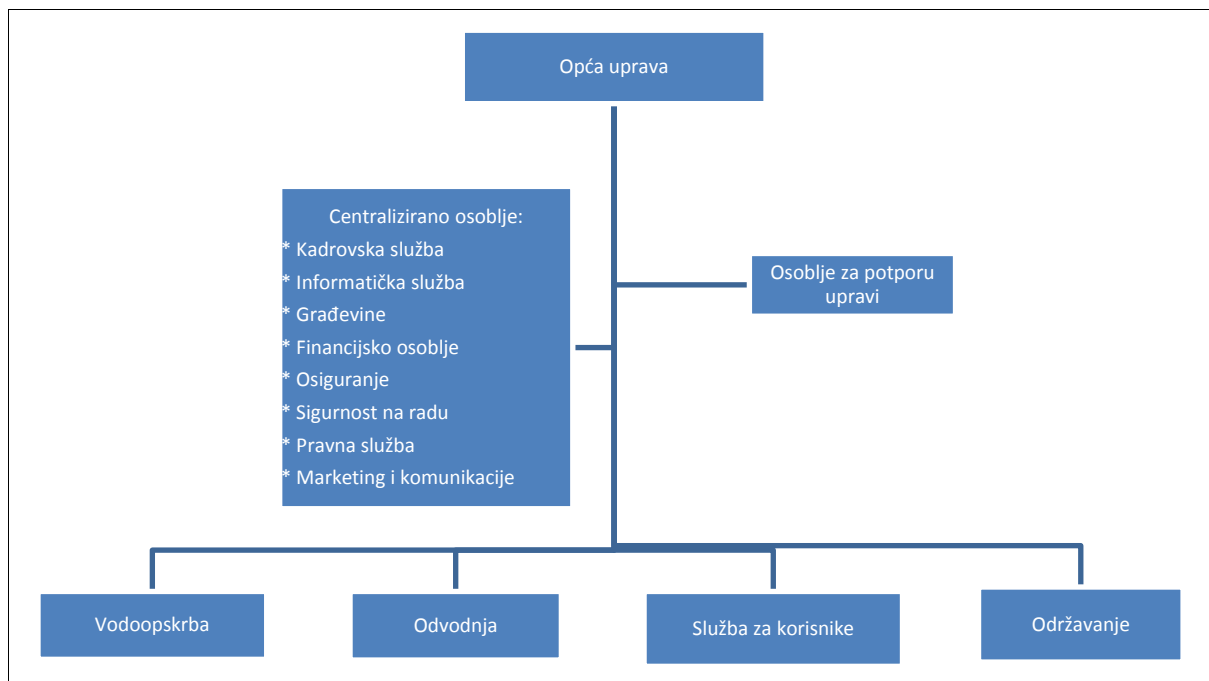 Opća uprava
Centralizirano osoblje:
* Kadrovska služba
* Informatička služba
* Građevine
* Financijsko osoblje
* Osiguranje
* Sigurnost na radu
* Pravna služba
* Marketing i komunikacije
Osoblje za potporu
upravi
Vodoopskrba
Odvodnja
Služba za korisnike
Održavanje